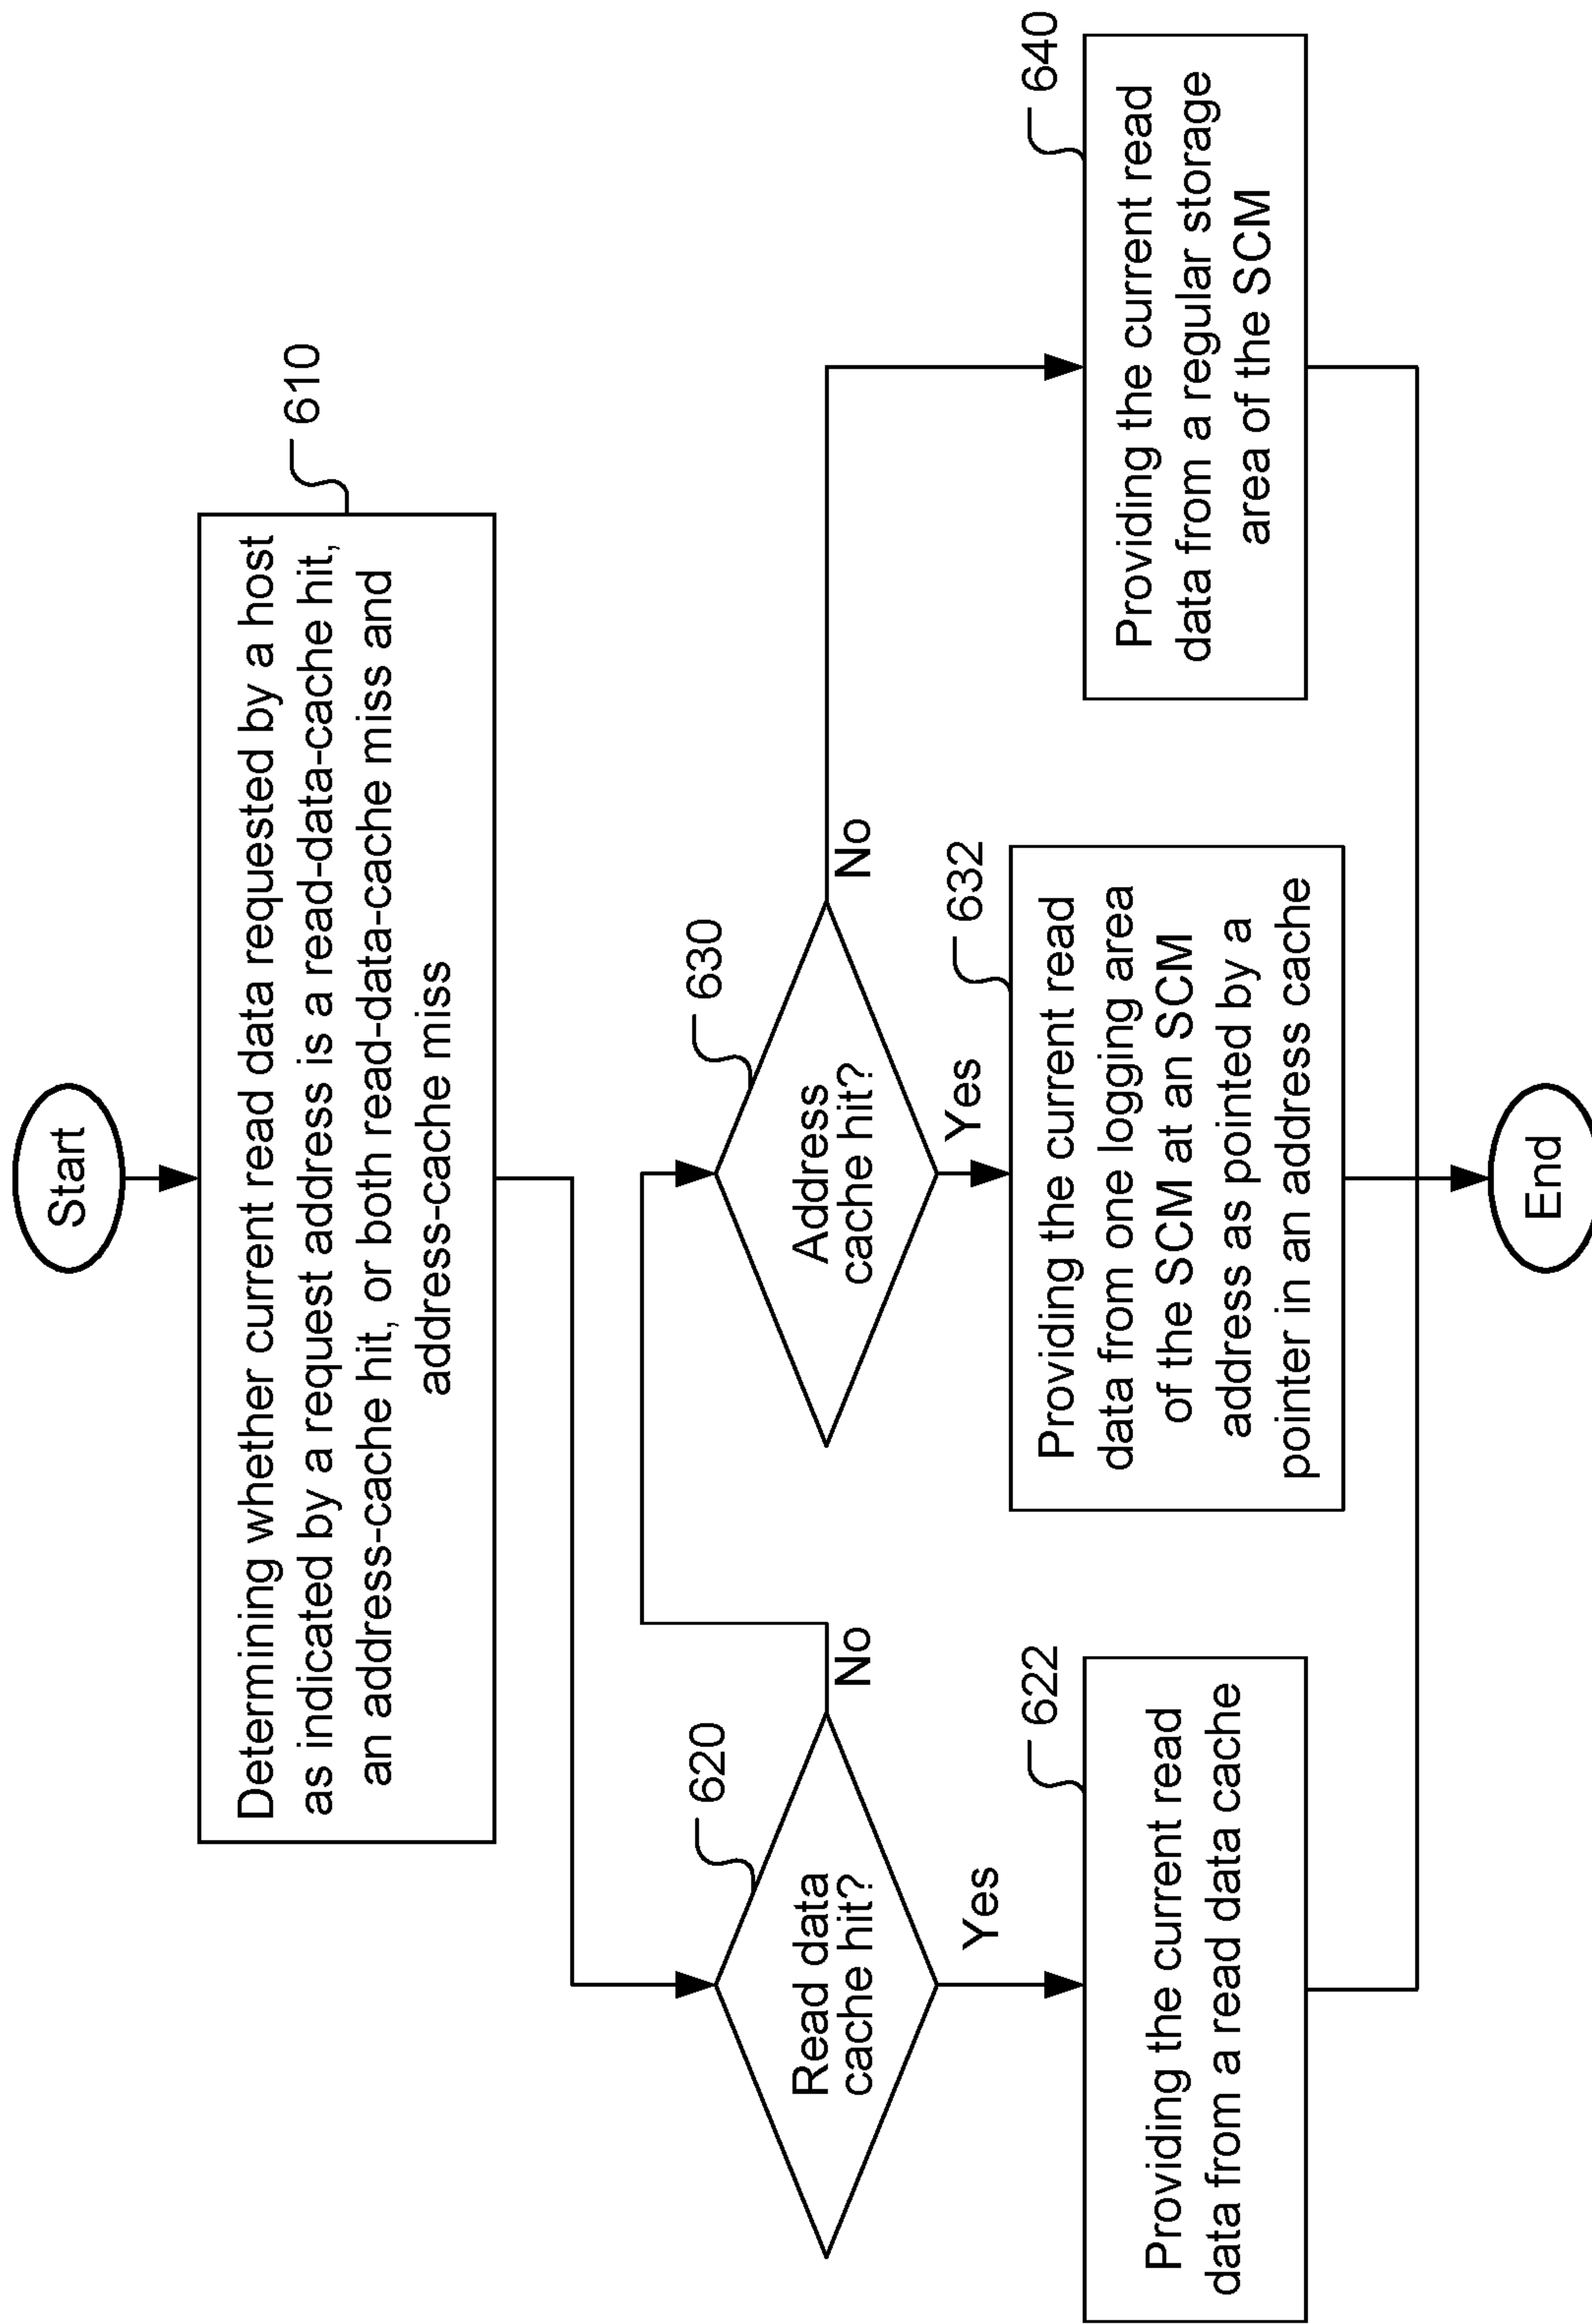 Start
610
Determining whether current read data requested by a host
as indicated by a request address is a read-data-cache hit,
an address-cache hit, or both read-data-cache miss and
address-cache miss
620
Read data
cache hit?
No
Yes
622
Providing the current read
data from a read data cache
630
Address
cache hit?
No
Yes
632
Providing the current read
data from one logging area
of the SCM at an SCM
address as pointed by a
pointer in an address cache
640
Providing the current read
data from a regular storage
area of the SCM
End